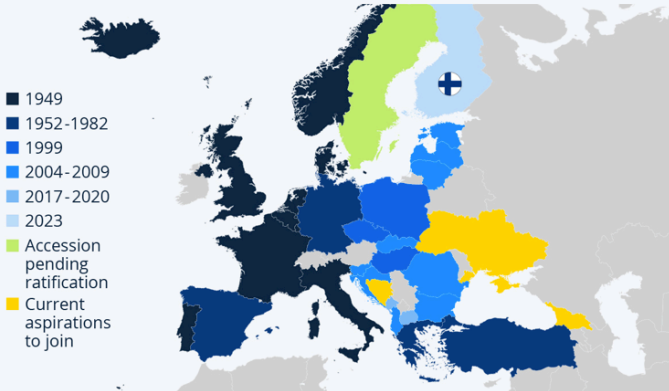 1949
1952-1982
1999
2004-2009
2017-2020
2023
Accession
pending
ratification
Current
aspirations
to join